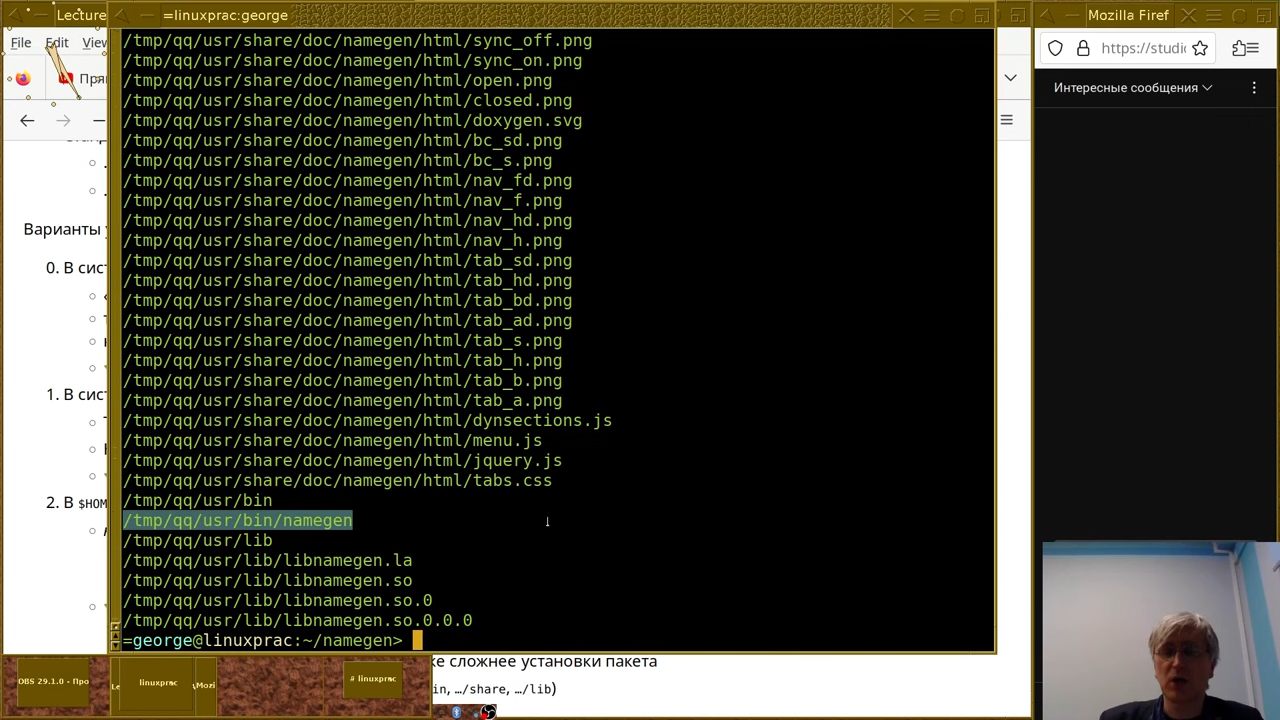 Lecture
=linuxprac:george
Mozilla Firef
File Edit View
https://studi
Пря
Интересные сообщения
Варианты
0. В сист
1. В сист
2. В $HOM
/tmp/qq/usr/share/doc/namegen/html/sync_off.png
/tmp/qq/usr/share/doc/namegen/html/sync_on.png
/tmp/qq/usr/share/doc/namegen/html/open.png
/tmp/qq/usr/share/doc/namegen/html/closed.png
/tmp/qq/usr/share/doc/namegen/html/doxygen.svg
/tmp/qq/usr/share/doc/namegen/html/bc_sd.png
/tmp/qq/usr/share/doc/namegen/html/bc_s.png
/tmp/qq/usr/share/doc/namegen/html/nav_fd.png
/tmp/qq/usr/share/doc/namegen/html/nav_f.png
/tmp/qq/usr/share/doc/namegen/html/nav_hd.png
/tmp/qq/usr/share/doc/namegen/html/nav_h.png
/tmp/qq/usr/share/doc/namegen/html/tab_sd.png
/tmp/qq/usr/share/doc/namegen/html/tab_hd.png
/tmp/qq/usr/share/doc/namegen/html/tab_bd.png
/tmp/qq/usr/share/doc/namegen/html/tab_ad.png
/tmp/qq/usr/share/doc/namegen/html/tab_s.png
/tmp/qq/usr/share/doc/namegen/html/tab_h.png
/tmp/qq/usr/share/doc/namegen/html/tab_b.png
/tmp/qq/usr/share/doc/namegen/html/tab_a.png
/tmp/qq/usr/share/doc/namegen/html/dynsections.js
/tmp/qq/usr/share/doc/namegen/html/menu.js
/tmp/qq/usr/share/doc/namegen/html/jquery.js
/tmp/qq/usr/share/doc/namegen/html/tabs.css
/tmp/qq/usr/bin
/tmp/qq/usr/bin/namegen
/tmp/qq/usr/lib
/tmp/qq/usr/lib/libnamegen.la
/tmp/qq/usr/lib/libnamegen.so
/tmp/qq/usr/lib/libnamegen.so.0
/tmp/qq/usr/lib/libnamegen.so.0.0.0
=george@linuxprac:~/namegen>
ке сложнее установки пакета
in, …/share, …/lib)
OBS 29.1.0 - Про
Le
linuxprac
\Mozi
# linuxprac